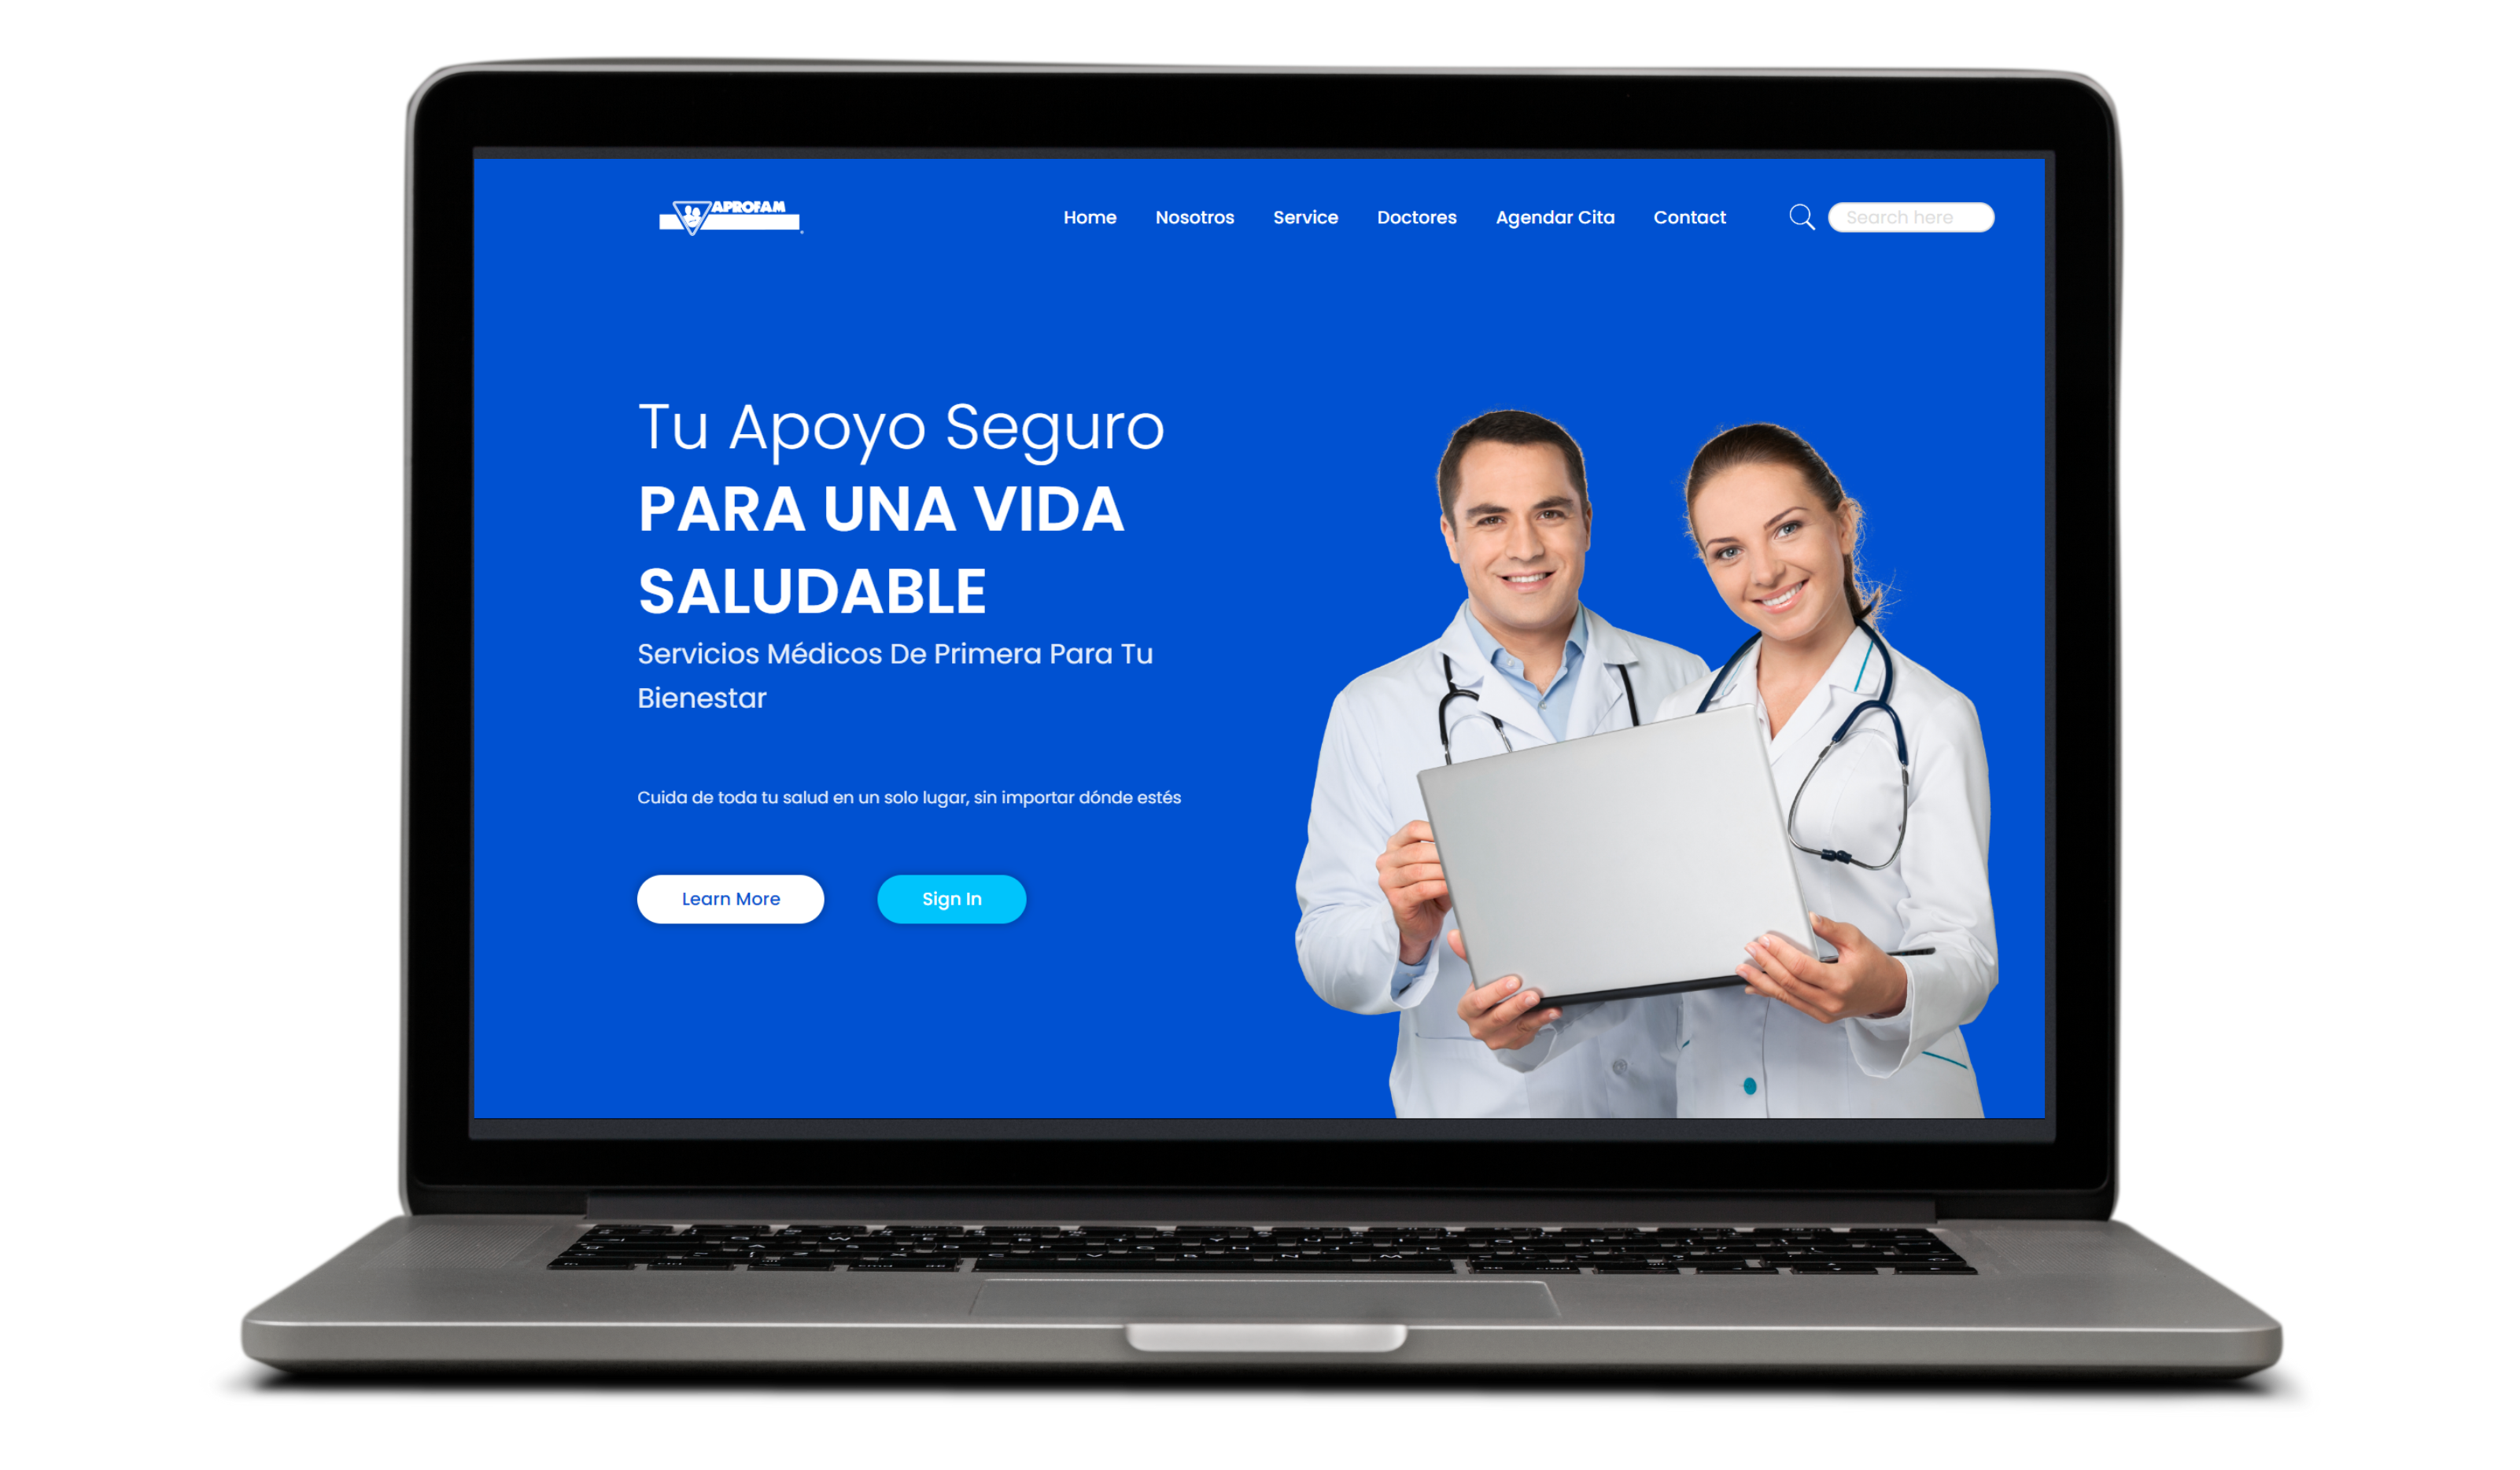 APROFAM
Home Nosotros Service Doctores Agendar Cita Contact Search here
Tu Apoyo Seguro
PARA UNA VIDA
SALUDABLE
Servicios Médicos De Primera Para Tu
Bienestar
Cuida de toda tu salud en un solo lugar, sin importar dónde estés
Learn More Sign In